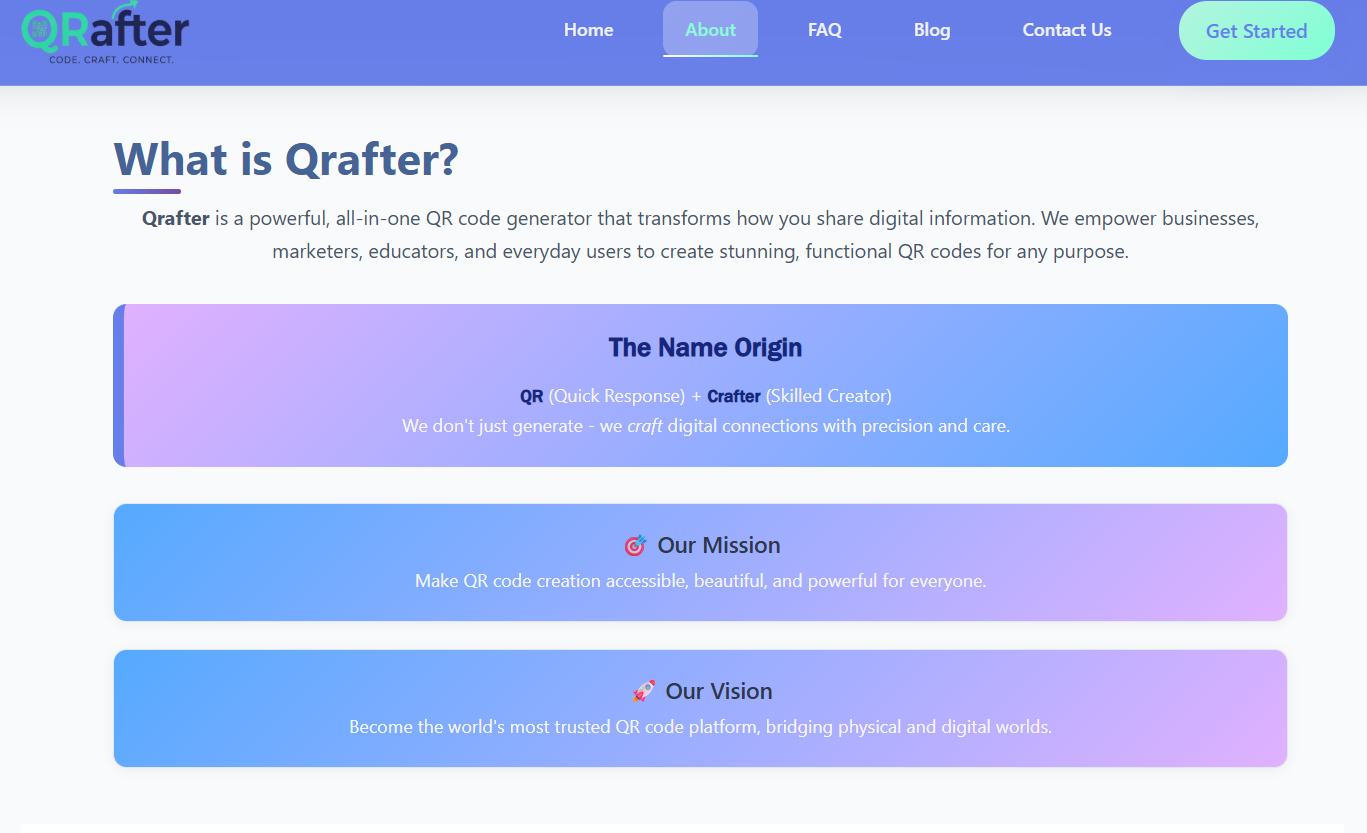 QRafter
CODE. CRAFT. CONNECT.
Home
About
FAQ
Blog
Contact Us
Get Started
What is Qrafter?
Qrafter is a powerful, all-in-one QR code generator that transforms how you share digital information. We empower businesses,
marketers, educators, and everyday users to create stunning, functional QR codes for any purpose.
The Name Origin
QR (Quick Response) + Crafter (Skilled Creator)
We don't just generate - we craft digital connections with precision and care.
🎯 Our Mission
Make QR code creation accessible, beautiful, and powerful for everyone.
🚀 Our Vision
Become the world's most trusted QR code platform, bridging physical and digital worlds.